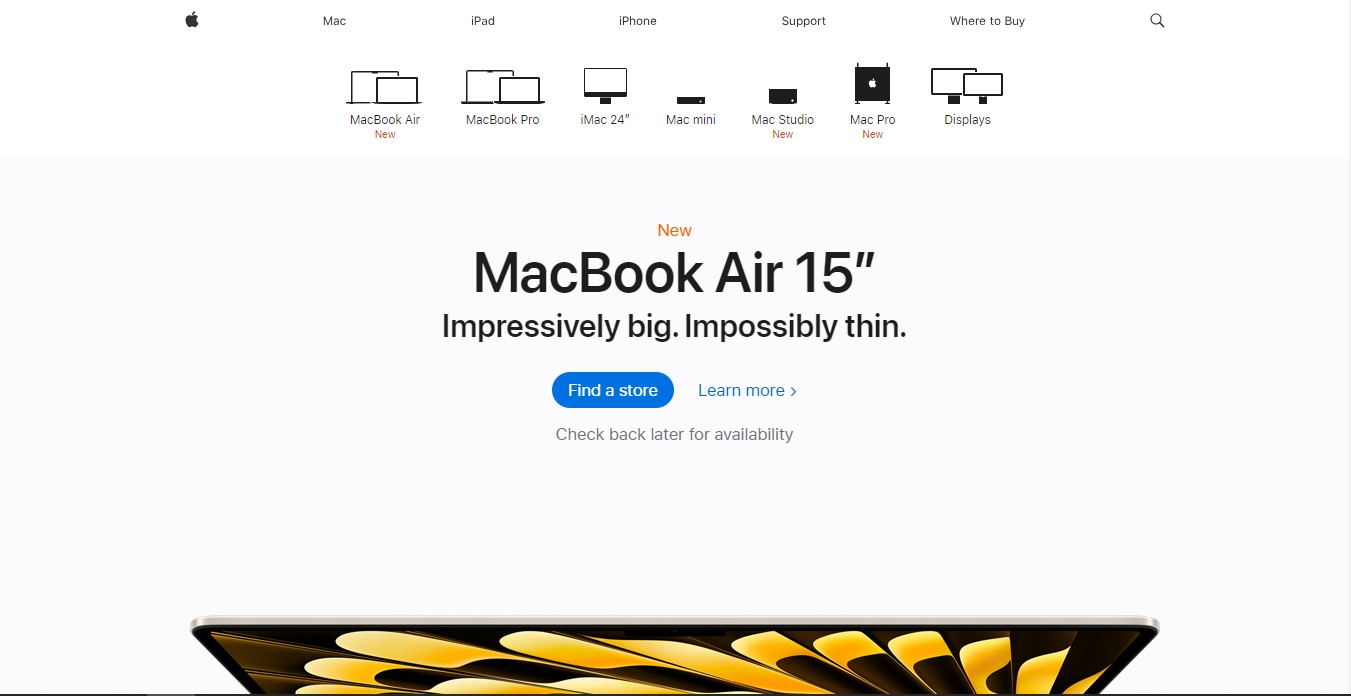 Mac iPad iPhone Support Where to Buy
MacBook Air MacBook Pro iMac 24″ Mac mini Mac Studio Mac Pro Displays
New New New
New
MacBook Air 15″
Impressively big. Impossibly thin.
Find a store Learn more >
Check back later for availability